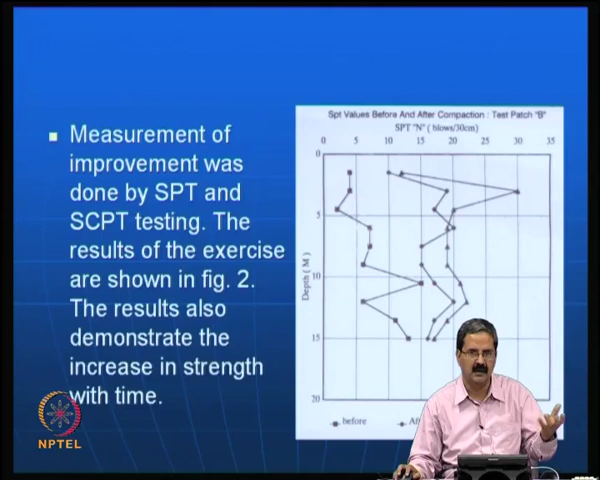 Measurement of
improvement was
done by SPT and
SCPT testing. The
results of the exercise
are shown in fig. 2.
The results also
demonstrate the
increase in strength
with time.
NPTEL
Spt Values Before And After Compaction : Test Patch "B"
SPT "N" ( blows/30cm)
0 5 10 15 20 25 30 35
0
5
10
15
20
Depth ( M )
before